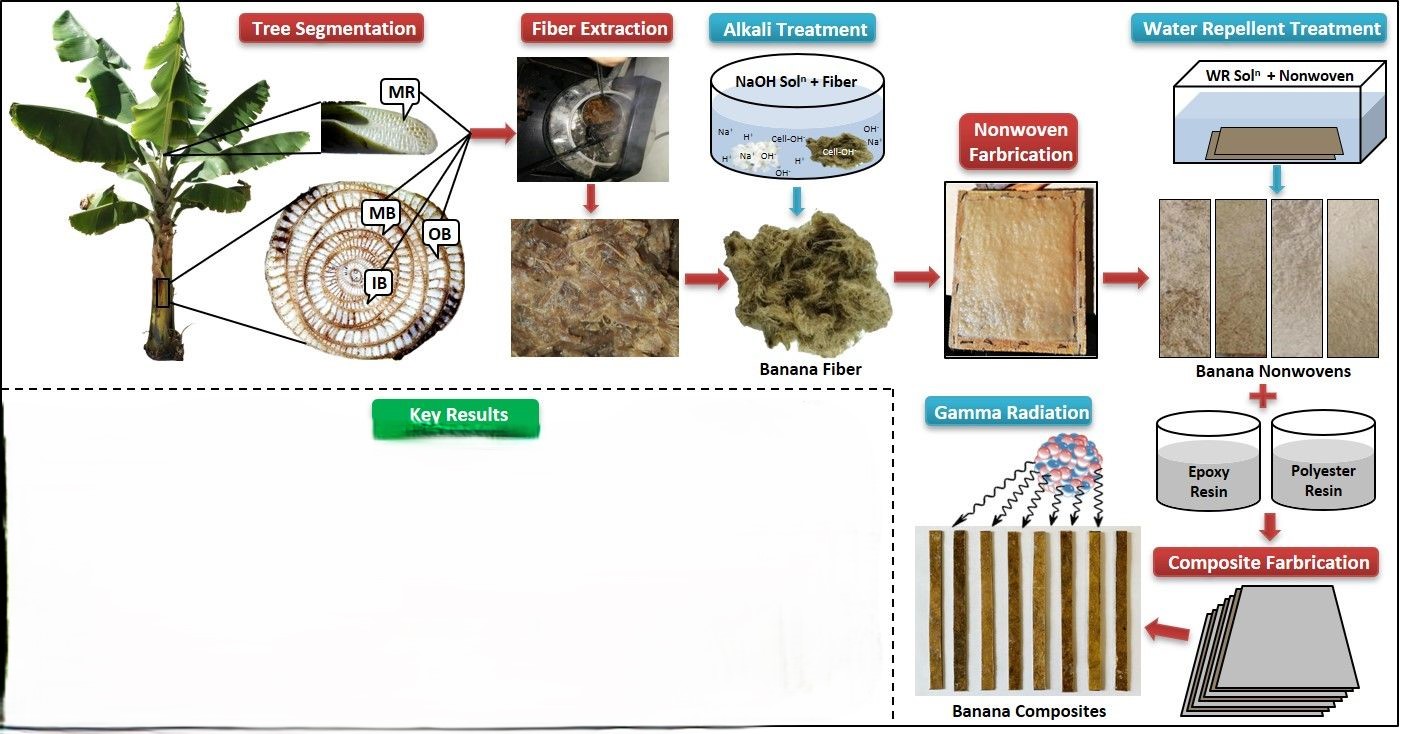 Tree Segmentation
Fiber Extraction
Alkali Treatment
Water Repellent Treatment
MR
MB
OB
IB
NaOH Solⁿ + Fiber
Na⁺
H⁺
Cell-OH⁻
OH⁻
Na⁺
H⁺
Na⁺
OH⁻
H⁺
Cell-OH⁻
OH⁻
Banana Fiber
Nonwoven
Farbrication
WR Solⁿ + Nonwoven
Banana Nonwovens
Epoxy
Resin
Polyester
Resin
Composite Farbrication
Gamma Radiation
Banana Composites
Key Results